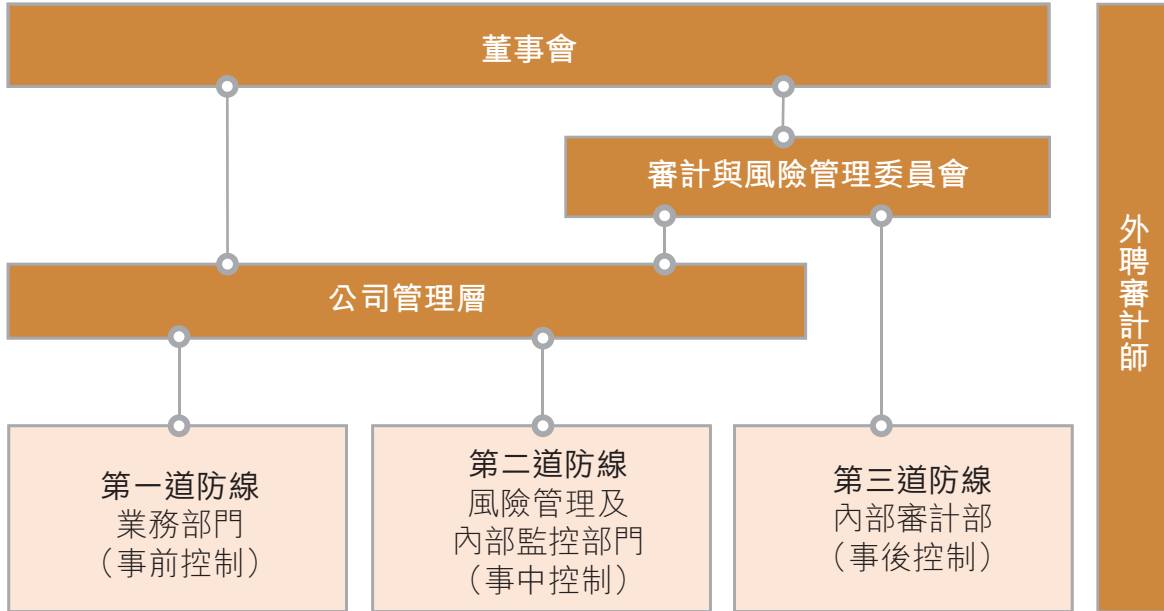 董事會
審計與風險管理委員會
公司管理層
第一道防線
業務部門
（事前控制）
第二道防線
風險管理及
內部監控部門
（事中控制）
第三道防線
內部審計部
（事後控制）
外聘審計師